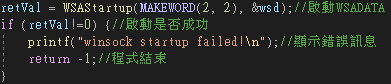 retVal = WSAStartup(MAKEWORD(2, 2), &wsd);//啟動WSADATA
if (retVal!=0) {//啟動是否成功
printf("winsock startup failed!\n");//顯示錯誤訊息
return -1;//程式結束
}